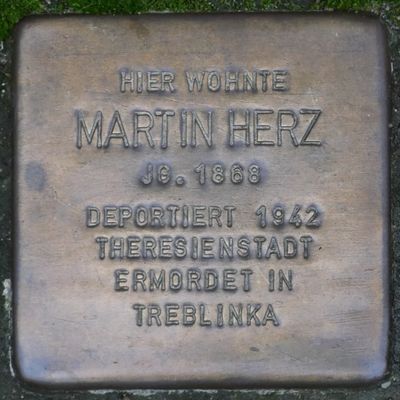 HIER WOHNTE
MARTIN HERZ
JG. 1868
DEPORTIERT 1942
THERESIENSTADT
ERMORDET IN
TREBLINKA